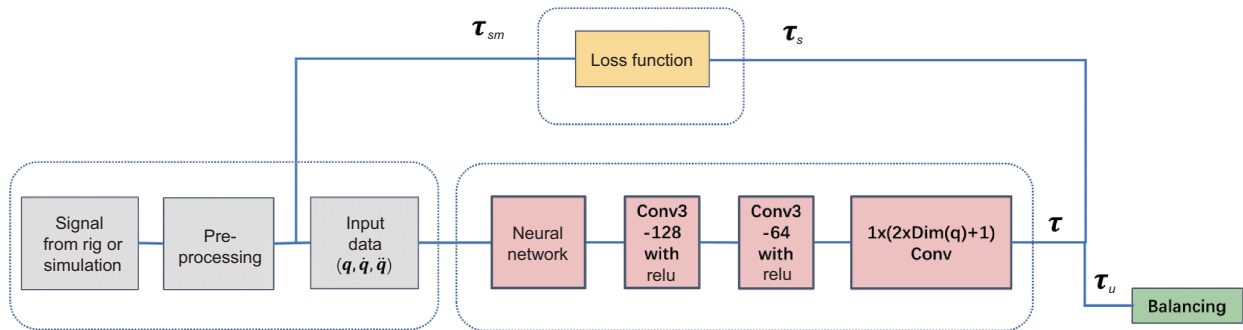 τsm
Loss function
τs
Signal
from rig or
simulation
Pre-
processing
Input
data
(q, q̇, q̈)
Neural
network
Conv3
-128
with
relu
Conv3
-64
with
relu
1x(2xDim(q)+1)
Conv
τ
τu
Balancing